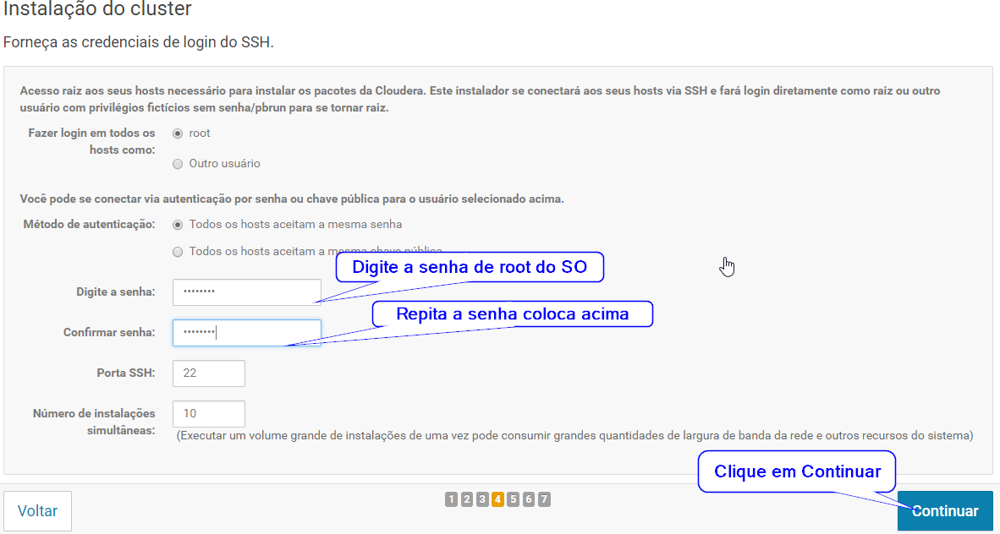 Instalação do cluster
Forneça as credenciais de login do SSH.
Acesso raiz aos seus hosts necessário para instalar os pacotes da Cloudera. Este instalador se conectará aos seus hosts via SSH e fará login diretamente como raiz ou outro
usuário com privilégios fictícios sem senha/pbrun para se tornar raiz.
Fazer login em todos os
hosts como:
root
Outro usuário
Você pode se conectar via autenticação por senha ou chave pública para o usuário selecionado acima.
Método de autenticação:
Todos os hosts aceitam a mesma senha
Todos os hosts aceitam a mesma chave pública
Digite a senha de root do SO
Digite a senha:
••••••••
Repita a senha coloca acima
Confirmar senha:
••••••••
Porta SSH:
22
Número de instalações
simultâneas:
10
(Executar um volume grande de instalações de uma vez pode consumir grandes quantidades de largura de banda da rede e outros recursos do sistema)
Clique em Continuar
Voltar
1 2 3 4 5 6 7
Continuar